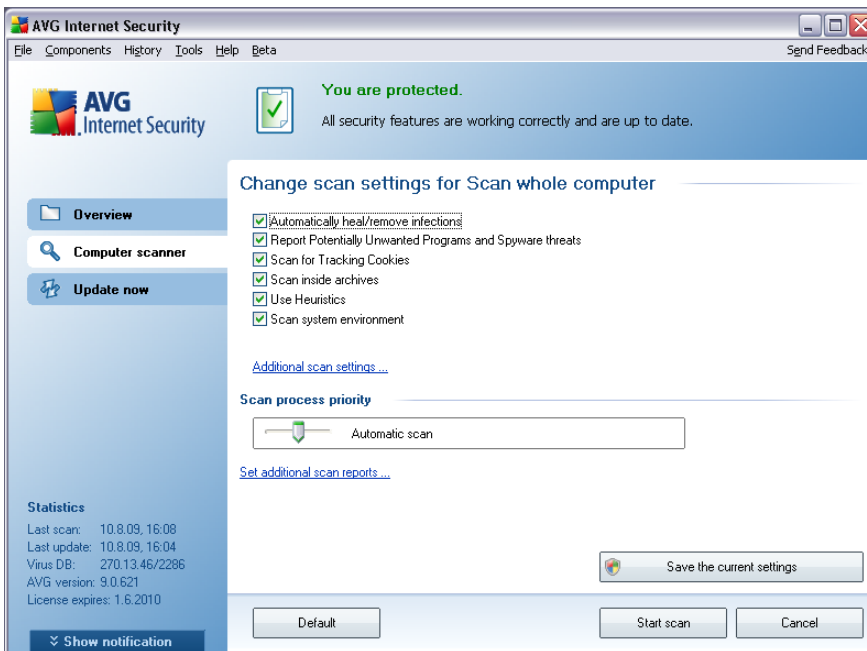 AVG Internet Security
File Components History Tools Help Beta
Send Feedback
AVG
Internet Security
You are protected.
All security features are working correctly and are up to date.
Overview
Computer scanner
Update now
Change scan settings for Scan whole computer
Automatically heal/remove infections
Report Potentially Unwanted Programs and Spyware threats
Scan for Tracking Cookies
Scan inside archives
Use Heuristics
Scan system environment
Additional scan settings ...
Scan process priority
Automatic scan
Set additional scan reports ...
Statistics
Last scan: 10.8.09, 16:08
Last update: 10.8.09, 16:04
Virus DB: 270.13.46/2286
AVG version: 9.0.621
License expires: 1.6.2010
Show notification
Save the current settings
Default
Start scan
Cancel